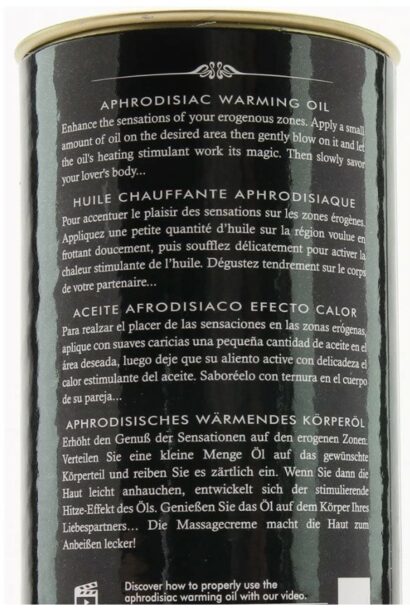 APHRODISIAC WARMING OIL
Enhance the sensations of your erogenous zones. Apply a small
amount of oil on the desired area then gently blow on it and let
the oil's heating stimulant work its magic. Then slowly savor
your lover's body...
HUILE CHAUFFANTE APHRODISIAQUE
Pour accentuer le plaisir des sensations sur les zones érogènes.
Appliquez une petite quantité d'huile sur la région voulue en
frottant doucement, puis soufflez délicatement pour activer la
chaleur stimulante de l'huile. Dégustez tendrement sur le corps
de votre partenaire...
ACEITE AFRODISIACO EFECTO CALOR
Para realzar el placer de las sensaciones en las zonas erógenas,
aplique con suaves caricias una pequeña cantidad de aceite en el
área deseada, luego deje que su aliento active con delicadeza el
calor estimulante del aceite. Saboréelo con ternura en el cuerpo
de su pareja...
APHRODISISCHES WÄRMENDES KÖRPERÖL
Erhöht den Genuß der Sensationen auf den erogenen Zonen.
Verteilen Sie eine kleine Menge Öl auf das gewünschte
Körperteil und reiben Sie es zärtlich ein. Wenn Sie dann die
Haut leicht anhauchen, entwickelt sich der stimulierende
Hitze-Effekt des Öls. Genießen Sie das Öl auf dem Körper Ihres
Liebespartners... Die Massagecreme macht die Haut zum
Anbeißen lecker!
Discover how to properly use the
aphrodisiac warming oil with our video.